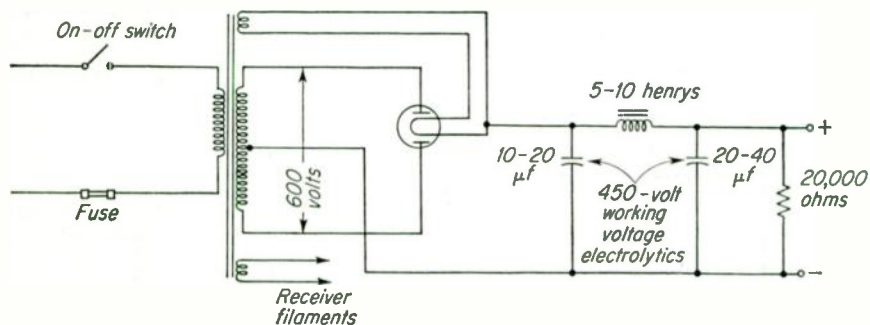 On-off switch
Fuse
600
volts
Receiver
filaments
5-10 henrys
+
10-20
μf
450-volt
working
voltage
electrolytics
20-40
μf
20,000
ohms
−